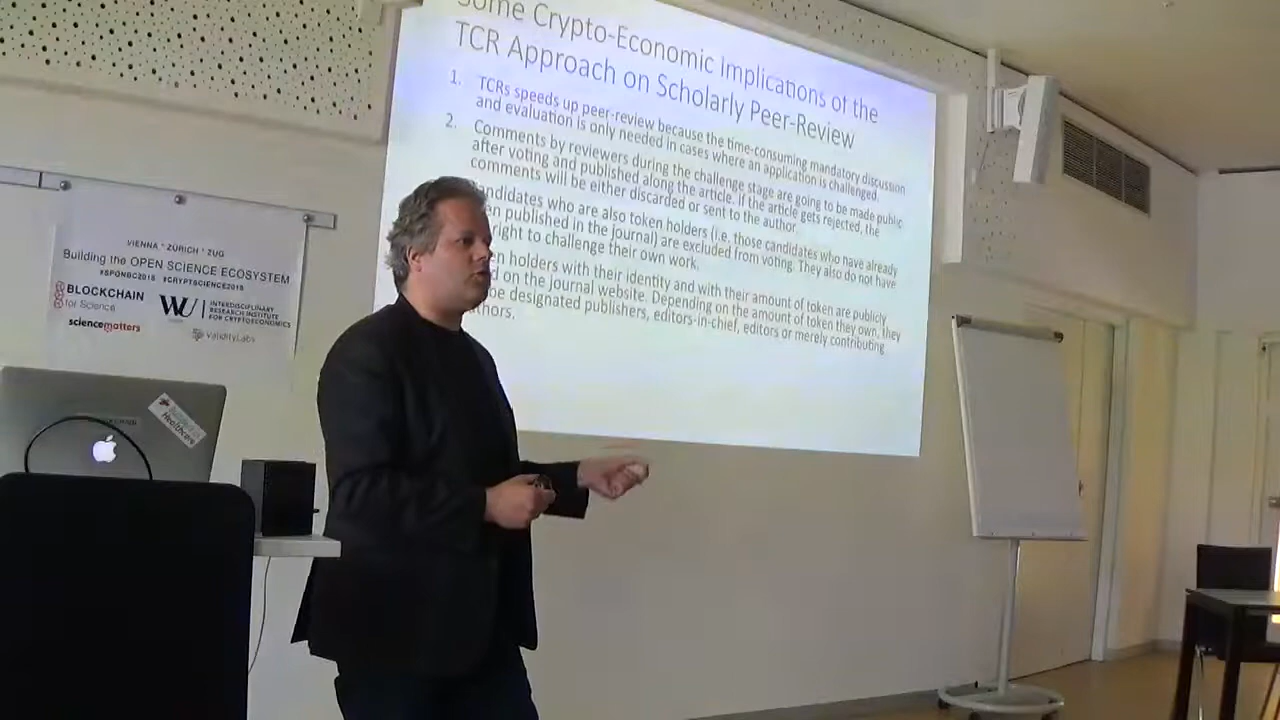 Some Crypto-Economic Implications of the
TCR Approach on Scholarly Peer-Review
1. TCRs speeds up peer-review because the time-consuming mandatory discussion
and evaluation is only needed in cases where an application is challenged.
2. Comments by reviewers during the challenge stage are going to be made public
after voting and published along the article. If the article gets rejected, the
comments will be either discarded or sent to the author.
andidates who are also token holders (i.e. those candidates who have already
en published in the journal) are excluded from voting. They also do not have
right to challenge their own work.
n holders with their identity and with their amount of token are publicly
d on the Journal website. Depending on the amount of token they own, they
be designated publishers, editors-in-chief, editors or merely contributing
thors.
VIENNA * ZÜRICH * ZUG
Building the OPEN SCIENCE ECOSYSTEM
#SPONBC2018 #CRYPTSCIENCE2018
BLOCKCHAIN
for Science
WU
INTERDISCIPLINARY
RESEARCH INSTITUTE
FOR CRYPTOECONOMICS
sciencematters
validityLabs
Healthcare